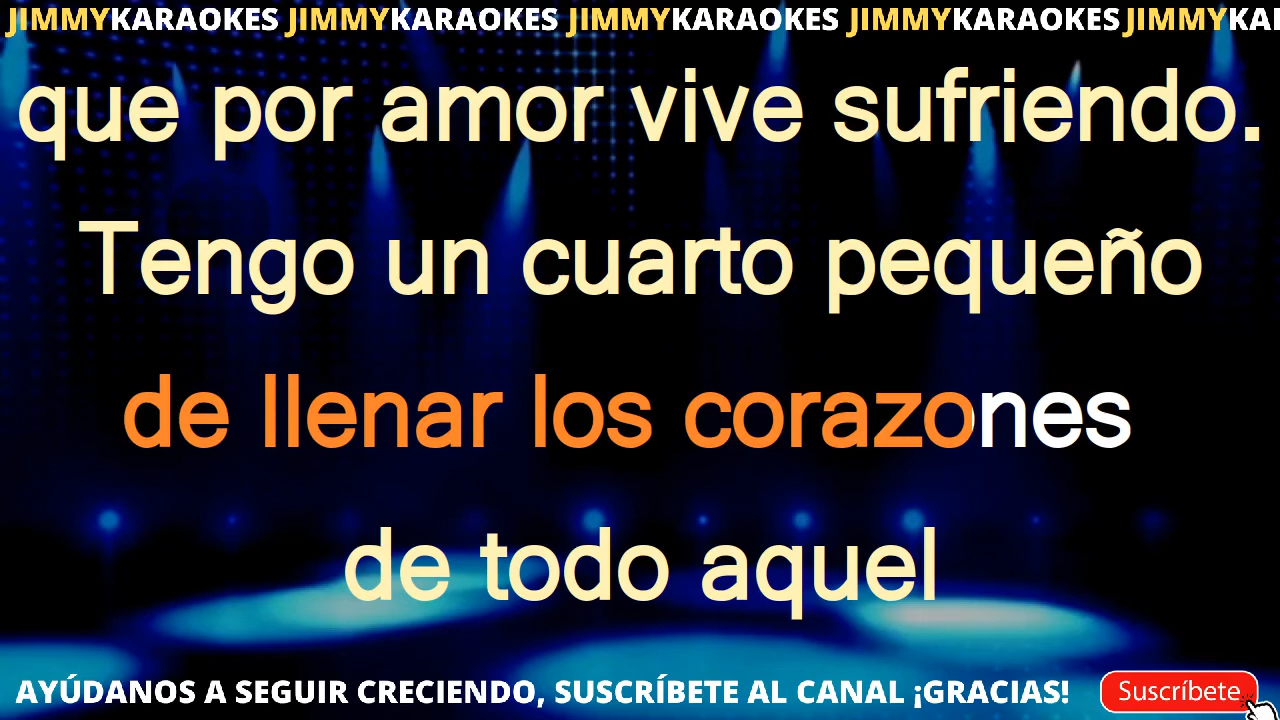 JIMMYKARAOKES JIMMYKARAOKES JIMMYKARAOKES JIMMYKARAOKES JIMMYKA
que por amor vive sufriendo.
Tengo un cuarto pequeño
de llenar los corazones
de todo aquel
AYÚDANOS A SEGUIR CRECIENDO, SUSCRÍBETE AL CANAL ¡GRACIAS!
Suscríbete